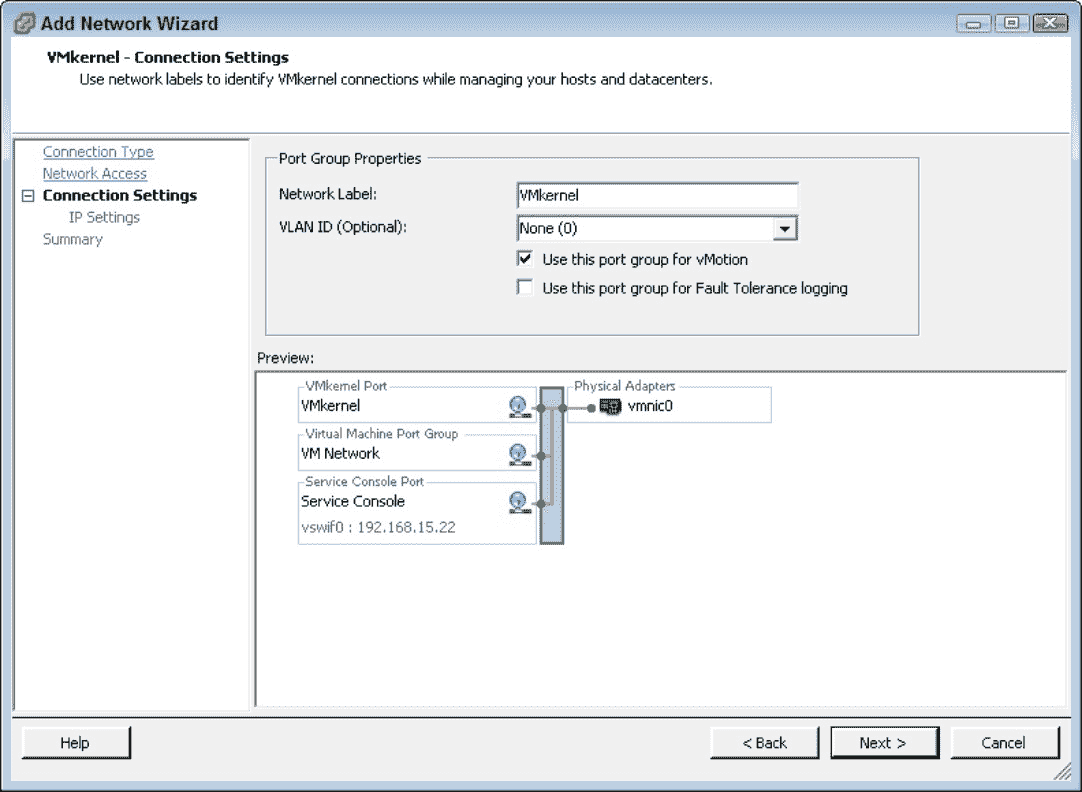 Add Network Wizard
VMkernel - Connection Settings
Use network labels to identify VMkernel connections while managing your hosts and datacenters.
Connection Type
Network Access
Connection Settings
IP Settings
Summary
Port Group Properties
Network Label:
VMkernel
VLAN ID (Optional):
None (0)
Use this port group for vMotion
Use this port group for Fault Tolerance logging
Preview:
VMkernel Port
VMkernel
Virtual Machine Port Group
VM Network
Service Console Port
Service Console
vswif0 : 192.168.15.22
Physical Adapters
vmnic0
Help
< Back
Next >
Cancel